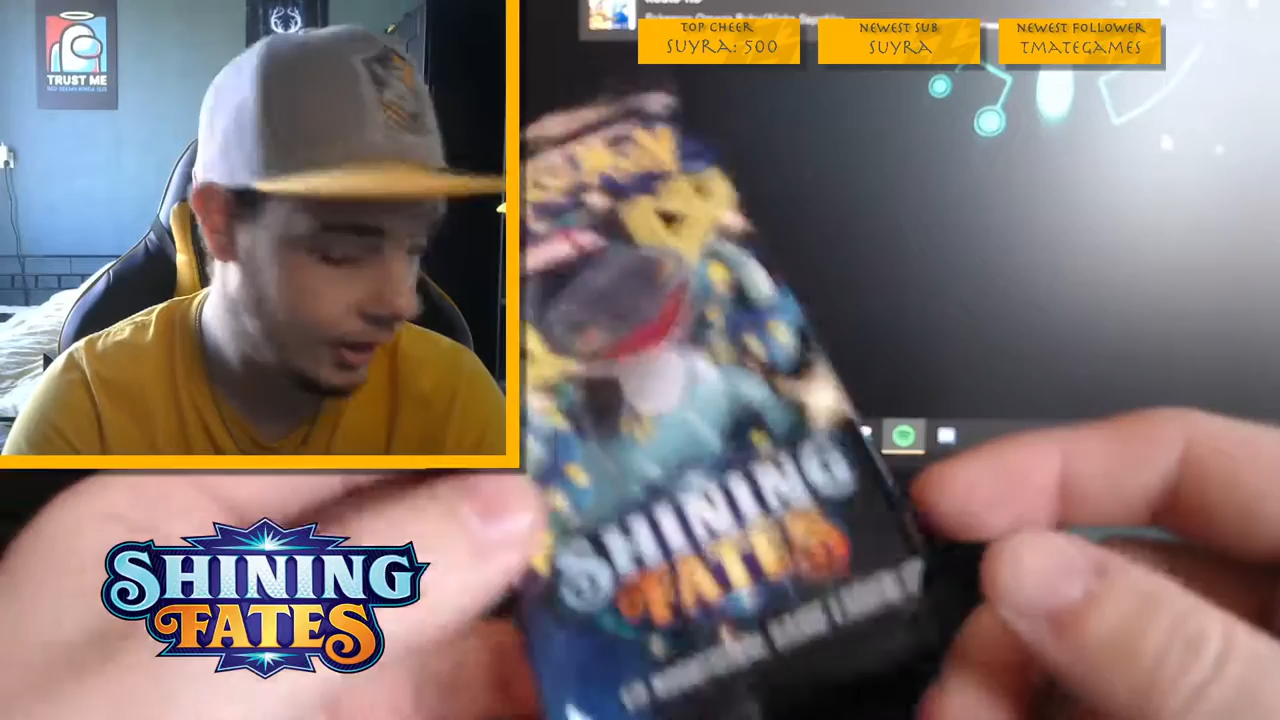 TRUST ME
TOP CHEER
SUYRA: 500
NEWEST SUB
SUYRA
NEWEST FOLLOWER
TMATEGAMES
SHINING
FATES
SHINING
FATES